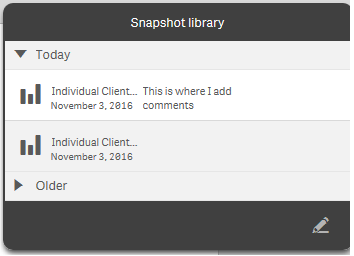 Snapshot library
Today
Individual Client... This is where I add
November 3, 2016 comments
Individual Client...
November 3, 2016
Older